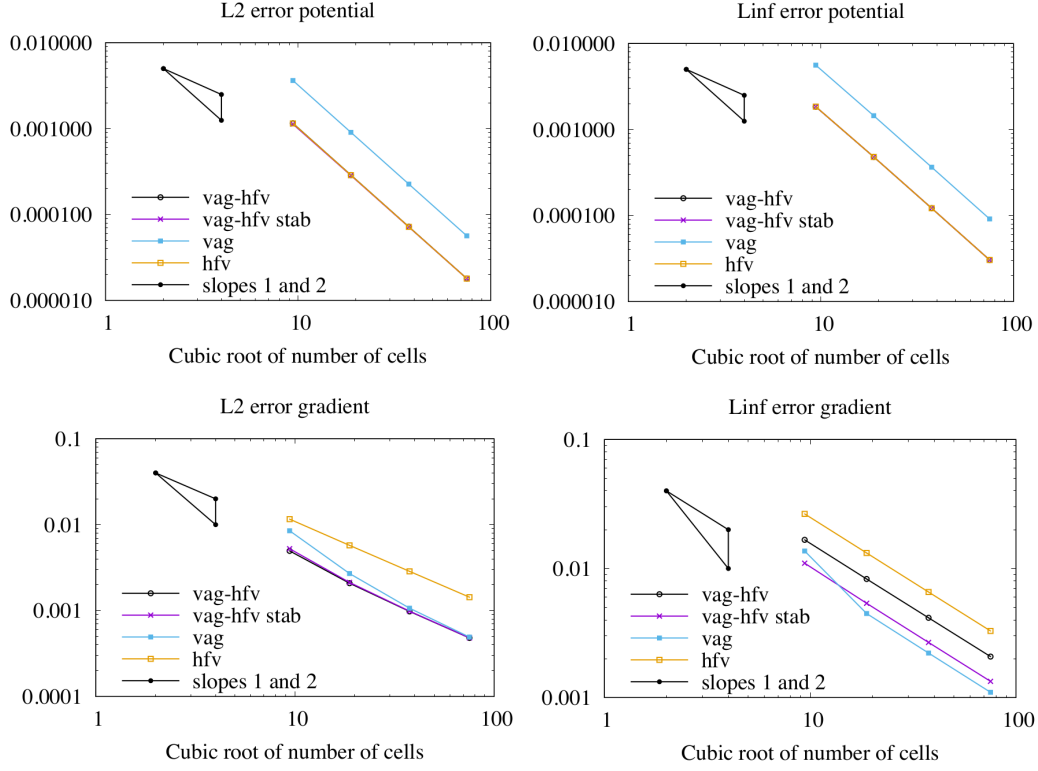 L2 error potential
0.010000
0.001000
0.000100
0.000010
vag-hfv
vag-hfv stab
vag
hfv
slopes 1 and 2
1
10
100
Cubic root of number of cells
Linf error potential
0.010000
0.001000
0.000100
0.000010
vag-hfv
vag-hfv stab
vag
hfv
slopes 1 and 2
1
10
100
Cubic root of number of cells
L2 error gradient
0.1
0.01
0.001
0.0001
vag-hfv
vag-hfv stab
vag
hfv
slopes 1 and 2
1
10
100
Cubic root of number of cells
Linf error gradient
0.1
0.01
0.001
vag-hfv
vag-hfv stab
vag
hfv
slopes 1 and 2
1
10
100
Cubic root of number of cells